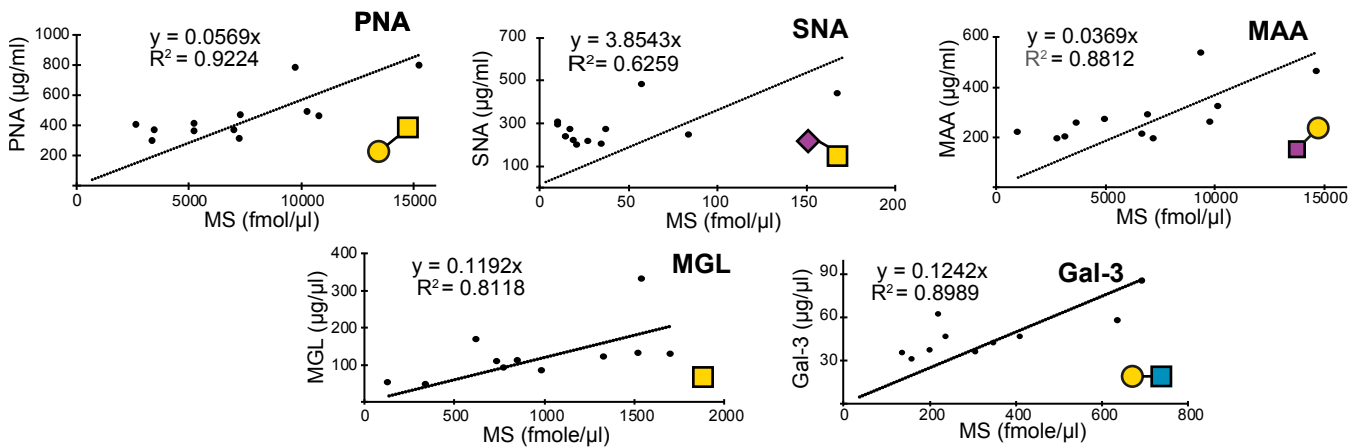 PNA
y = 0.0569x
R² = 0.9224
PNA (µg/ml)
1000
800
600
400
200
0
5000
10000
15000
MS (fmol/µl)
SNA
y = 3.8543x
R² = 0.6259
SNA (µg/ml)
700
500
300
100
0
50
100
150
200
MS (fmol/µl)
MAA
y = 0.0369x
R² = 0.8812
MAA (µg/ml)
600
400
200
0
0
5000
10000
15000
MS (fmol/µl)
MGL
y = 0.1192x
R² = 0.8118
MGL (µg/µl)
400
300
200
100
0
500
1000
1500
2000
MS (fmole/µl)
Gal-3
y = 0.1242x
R² = 0.8989
Gal-3 (µg/µl)
90
60
30
0
200
400
600
800
MS (fmole/µl)